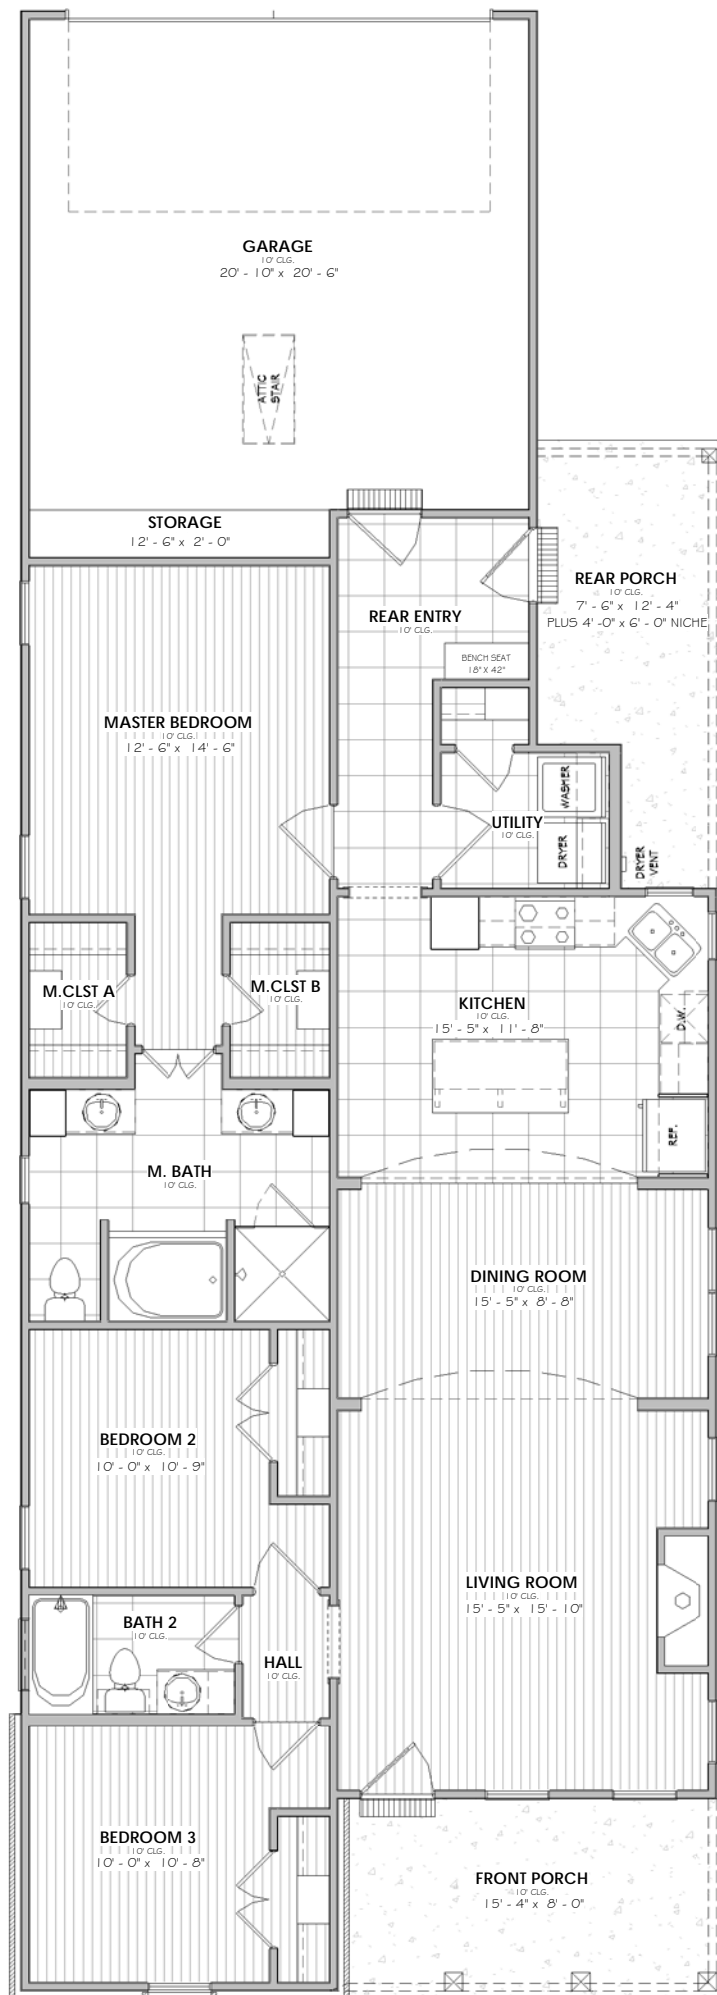 GARAGE
10' CLG.
20' - 10" x 20' - 6"
ATTIC
STAIR
STORAGE
12' - 6" x 2' - 0"
REAR PORCH
10' CLG.
7' - 6" x 12' - 4"
PLUS 4' -0" x 6' - 0" NICHE
REAR ENTRY
10' CLG.
BENCH SEAT
18" X 42"
MASTER BEDROOM
10' CLG.
12' - 6" x 14' - 6"
WASHER
UTILITY
10' CLG.
DRYER
DRYER
VENT
M.CLST A
10' CLG.
M.CLST B
10' CLG.
KITCHEN
10' CLG.
15' - 5" x 11' - 8"
D.W.
REF.
M. BATH
10' CLG.
DINING ROOM
10' CLG.
15' - 5" x 8' - 8"
BEDROOM 2
10' CLG.
10' - 0" x 10' - 9"
LIVING ROOM
10' CLG.
15' - 5" x 15' - 10"
BATH 2
10' CLG.
HALL
10' CLG.
BEDROOM 3
10' CLG.
10' - 0" x 10' - 8"
FRONT PORCH
10' CLG.
15' - 4" x 8' - 0"